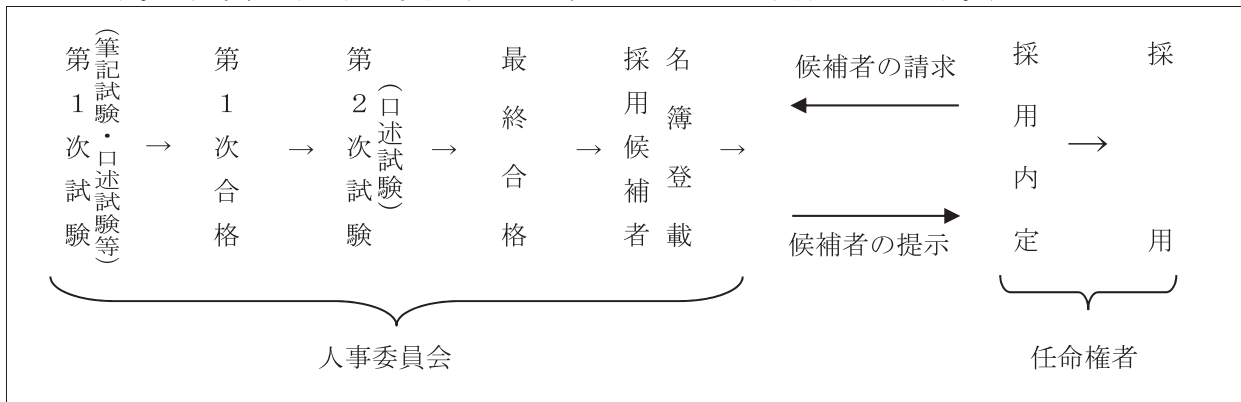 第１次試験
(筆記試験・口述試験等)
→
第１次合格
→
第２次試験
(口述試験)
→
最終合格
→
採用候補者
名簿登載
→
候補者の請求
候補者の提示
採用内定
→
採用
人事委員会
任命権者